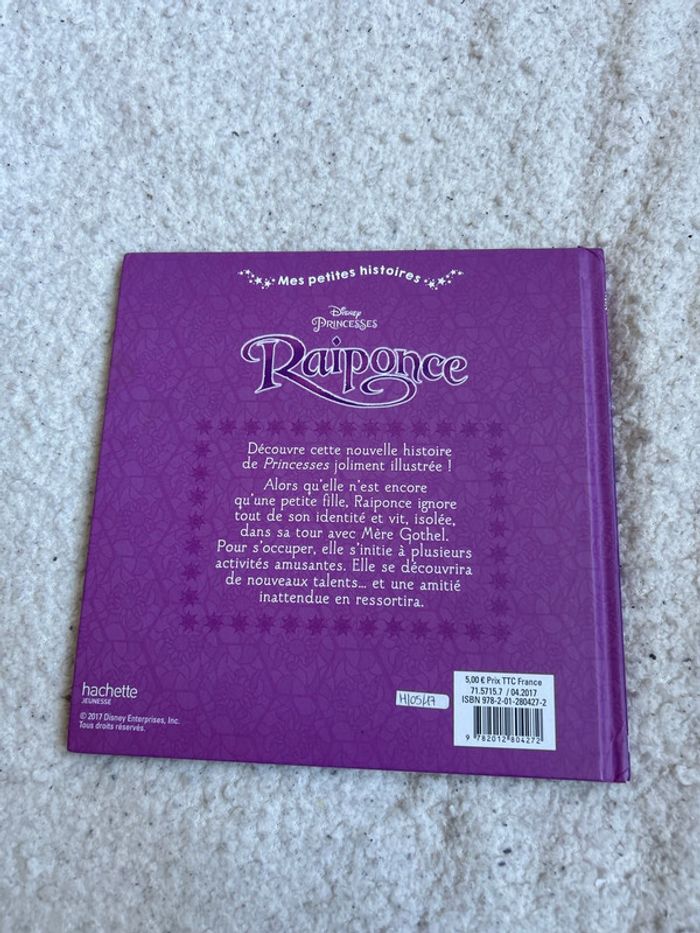 Mes petites histoires
Disney
PRINCESSES
Raiponce
Découvre cette nouvelle histoire
de Princesses joliment illustrée !
Alors qu'elle n'est encore
qu'une petite fille, Raiponce ignore
tout de son identité et vit, isolée,
dans sa tour avec Mère Gothel.
Pour s'occuper, elle s'initie à plusieurs
activités amusantes. Elle se découvrira
de nouveaux talents... et une amitié
inattendue en ressortira.
hachette
JEUNESSE
© 2017 Disney Enterprises, Inc.
Tous droits réservés.
H/05/17
5,00 € Prix TTC France
71.5715.7 / 04.2017
ISBN 978-2-01-280427-2
9 782012 804272